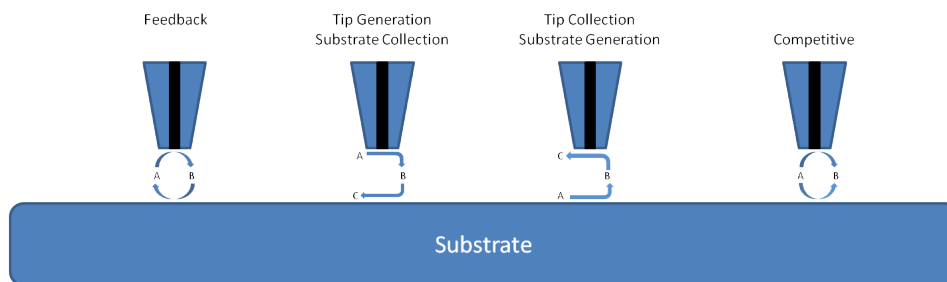 Feedback
Tip Generation
Substrate Collection
Tip Collection
Substrate Generation
Competitive
A B
A
B
C
C
B
A
A B
Substrate